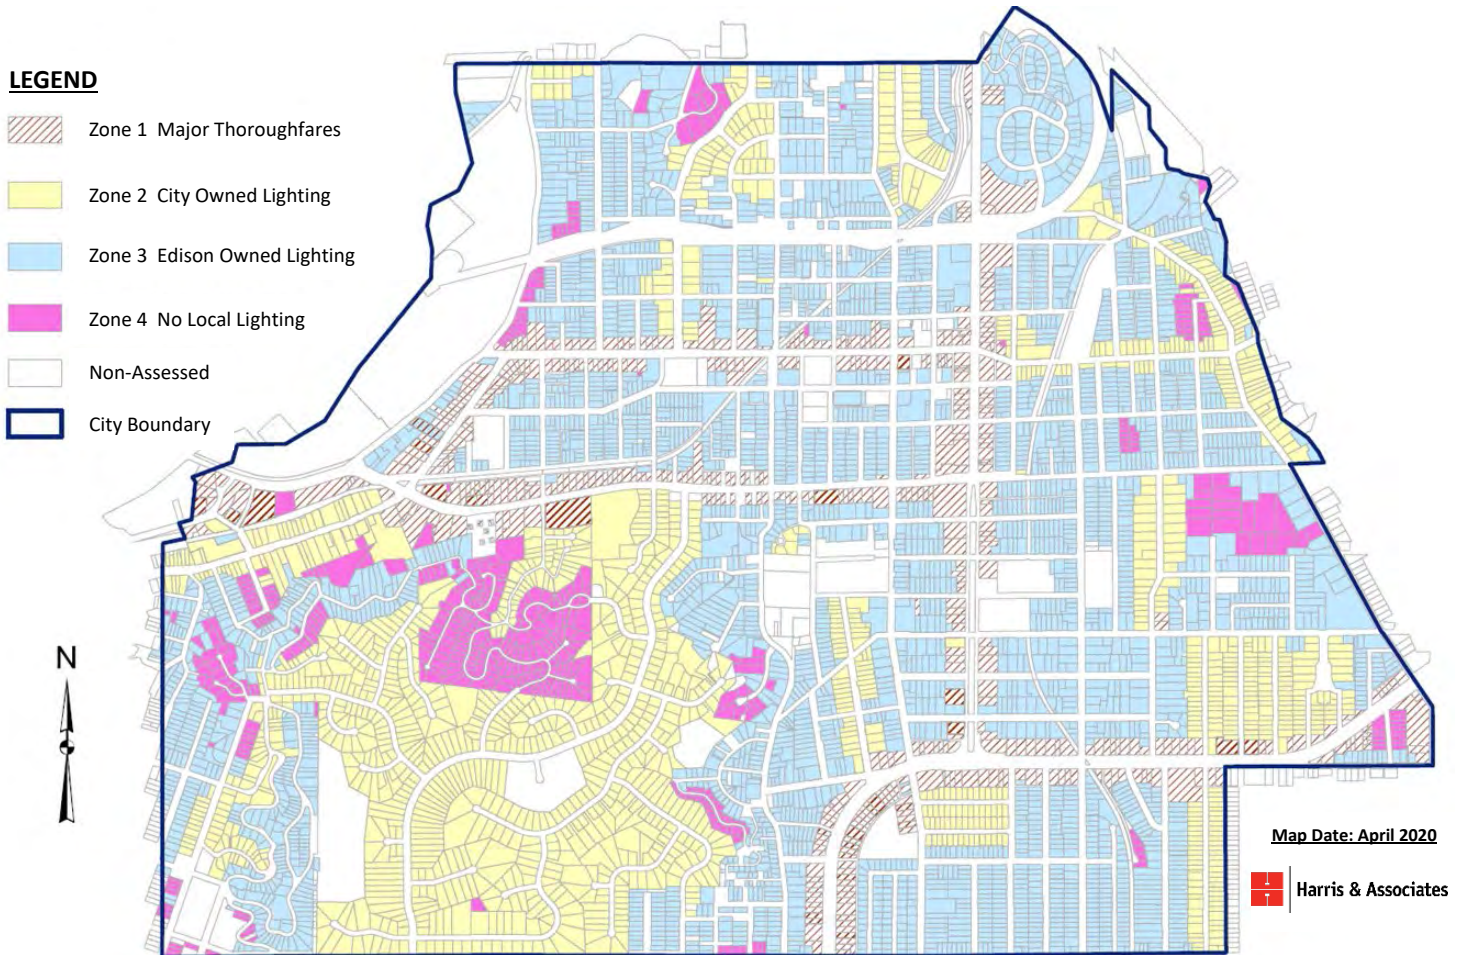 LEGEND
Zone 1 Major Thoroughfares
Zone 2 City Owned Lighting
Zone 3 Edison Owned Lighting
Zone 4 No Local Lighting
Non-Assessed
City Boundary
N
Map Date: April 2020
Harris & Associates